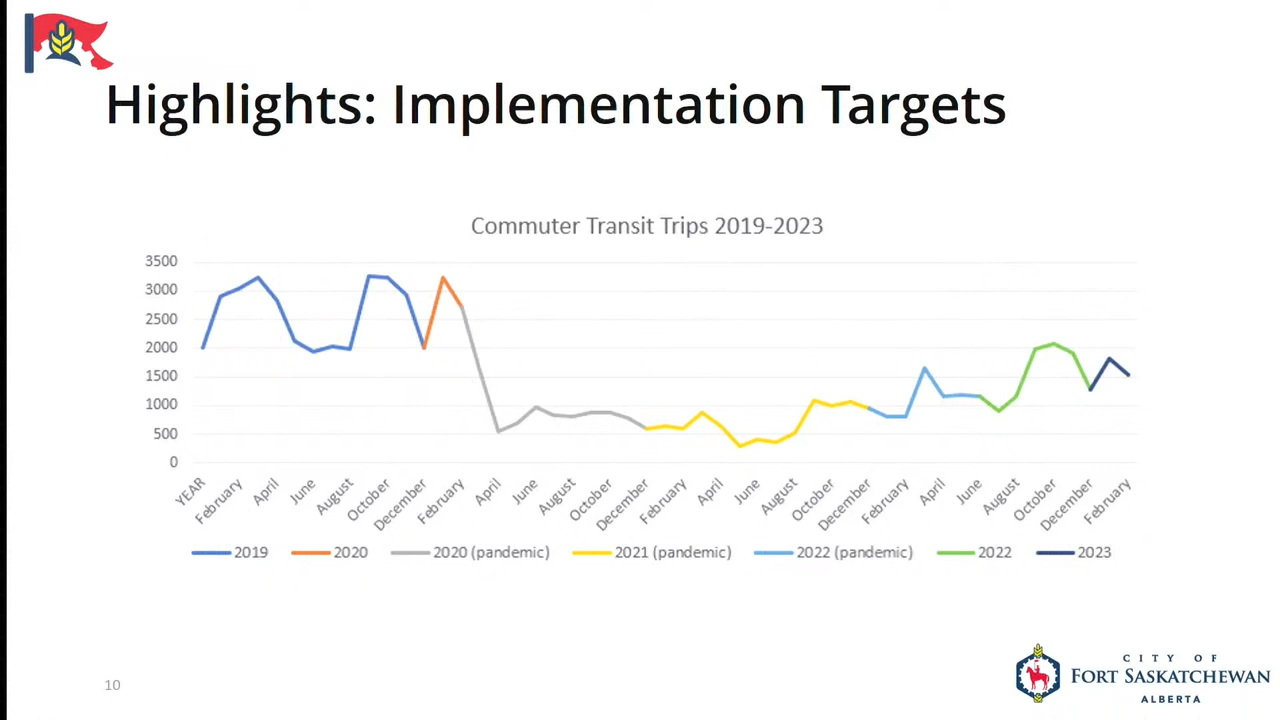 Highlights: Implementation Targets
Commuter Transit Trips 2019-2023
3500
3000
2500
2000
1500
1000
500
0
YEAR February April June August October December February April June August October December February April June August October December February April June August October December February
2019 2020 2020 (pandemic) 2021 (pandemic) 2022 (pandemic) 2022 2023
10
CITY OF
FORT SASKATCHEWAN
ALBERTA